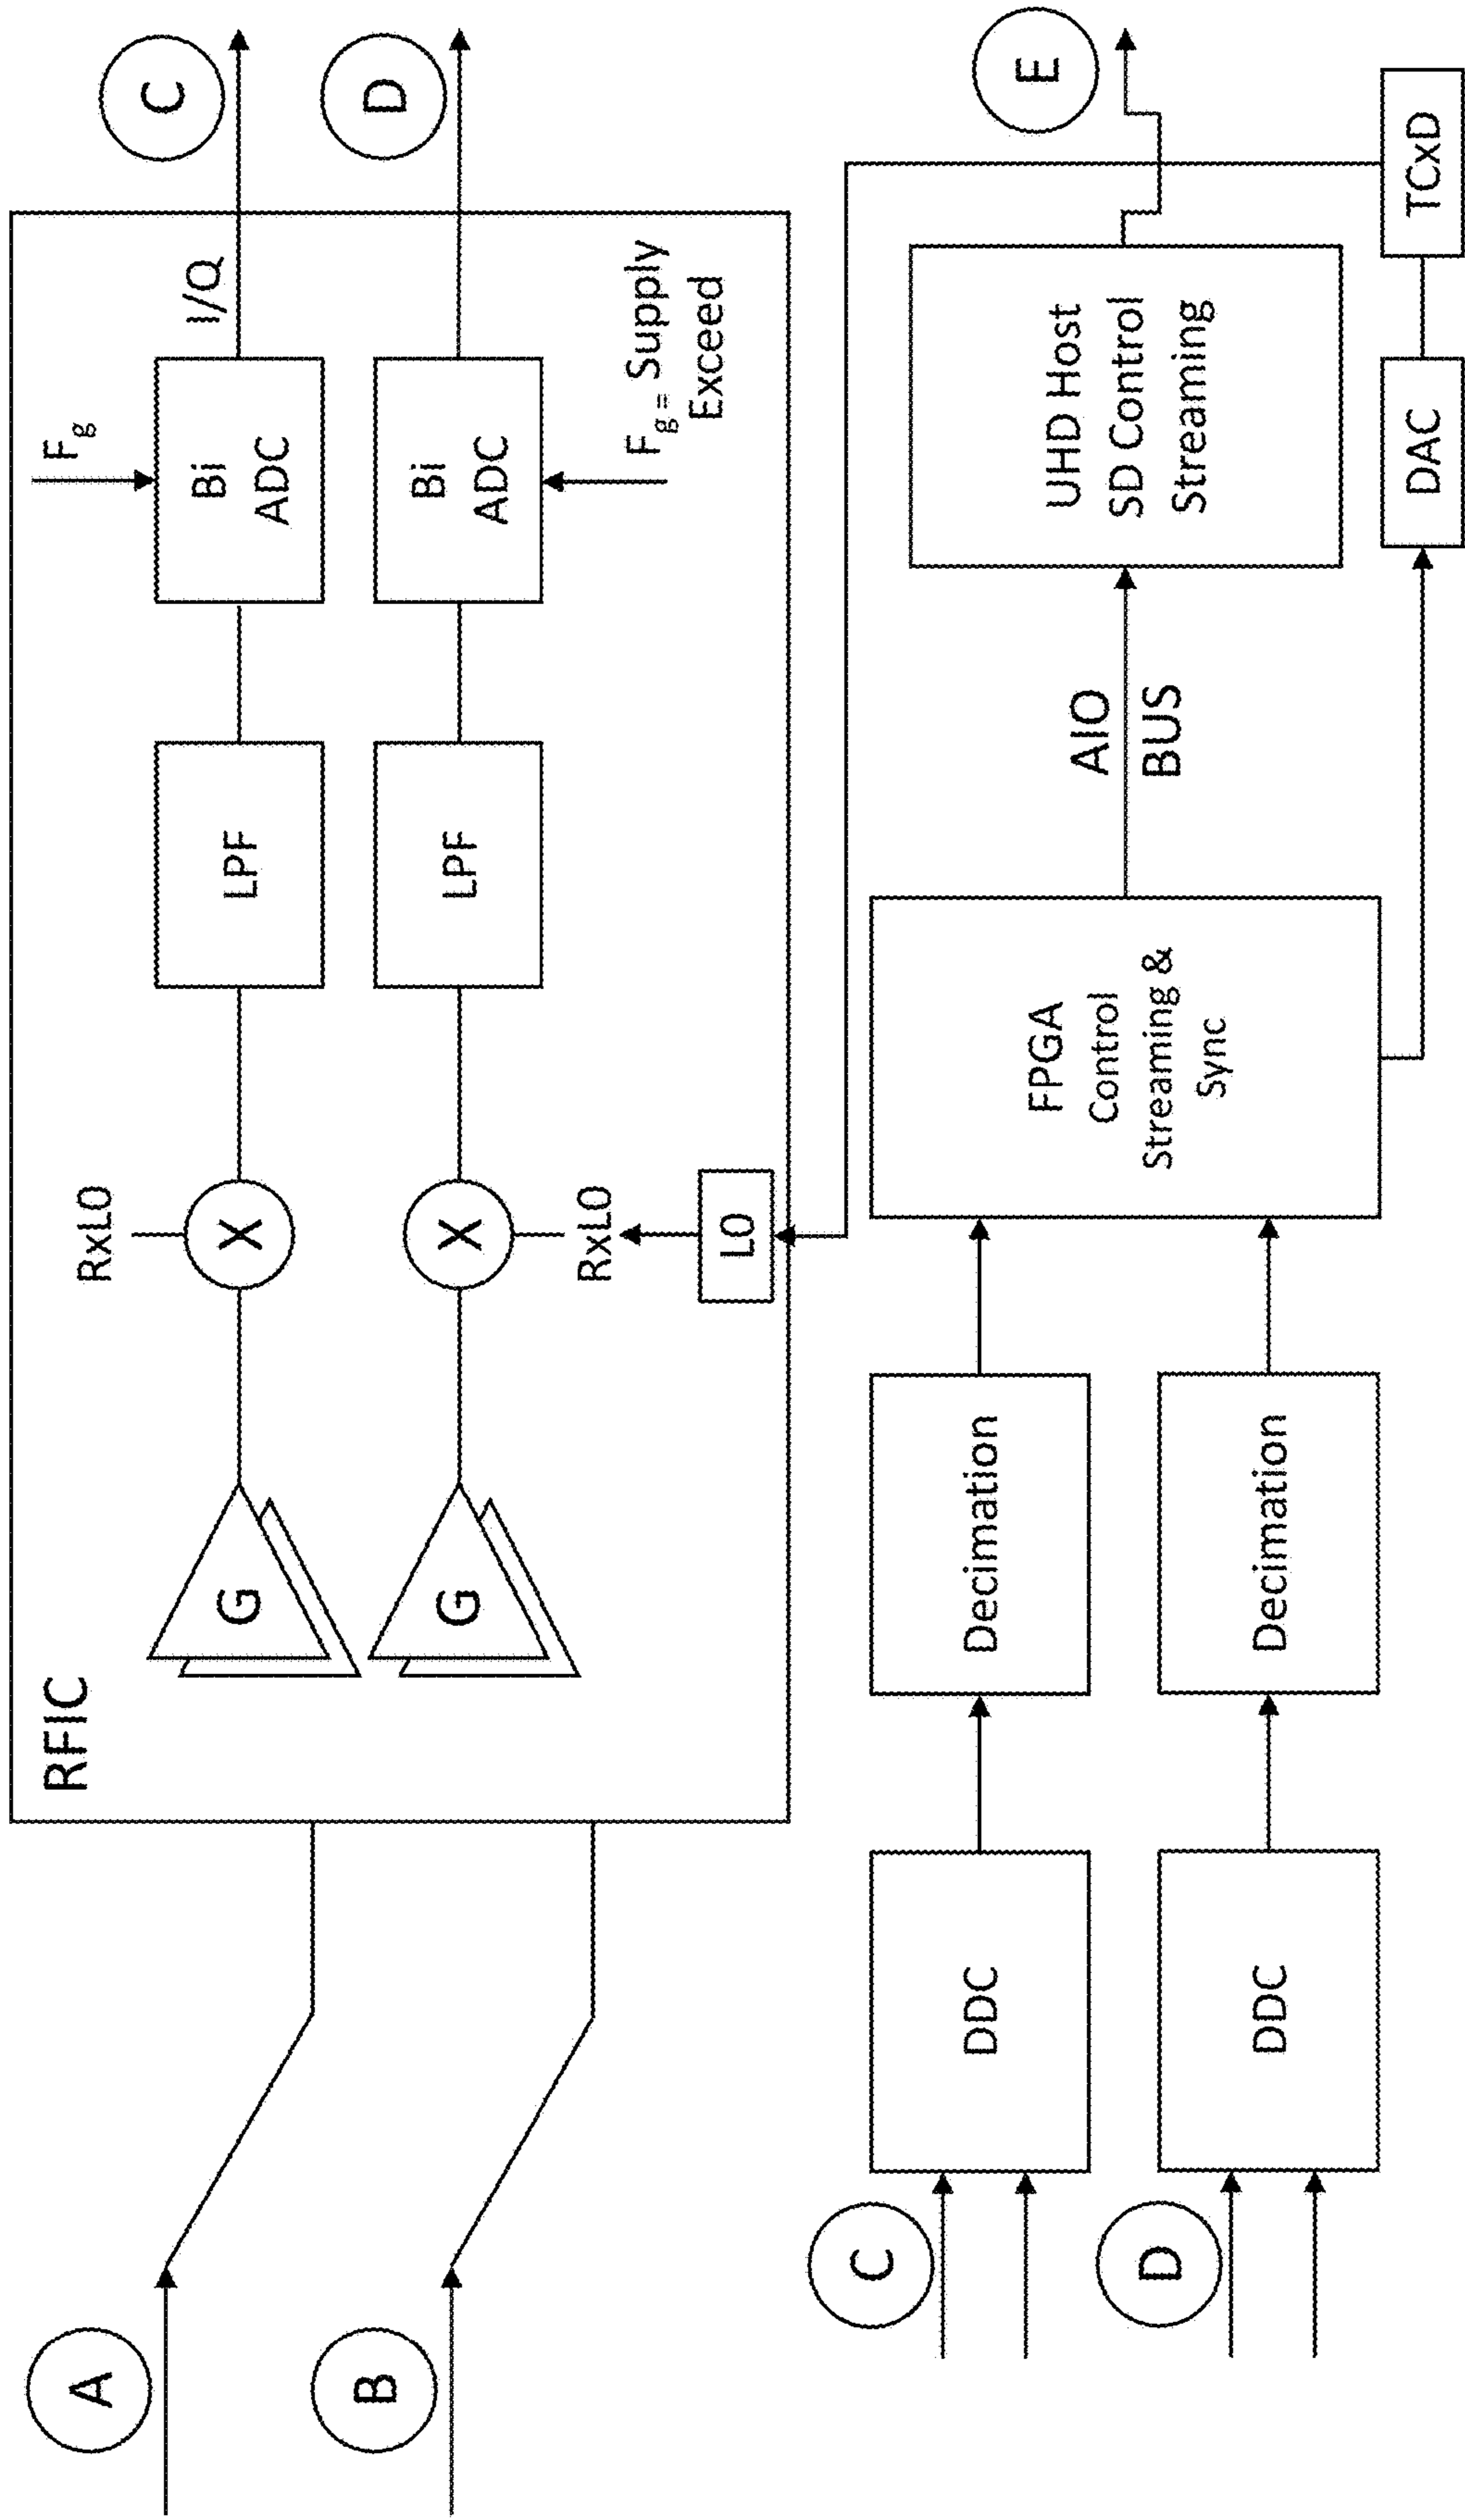 RFIC
A
B
G
G
RxLO
X
X
RxLO
LO
LPF
LPF
Fg
Bi
ADC
Bi
ADC
Fg= Supply
Exceed
I/Q
C
D
C
D
DDC
DDC
Decimation
Decimation
FPGA
Control
Streaming &
Sync
AIO
BUS
UHD Host
SD Control
Streaming
DAC
TCxD
E